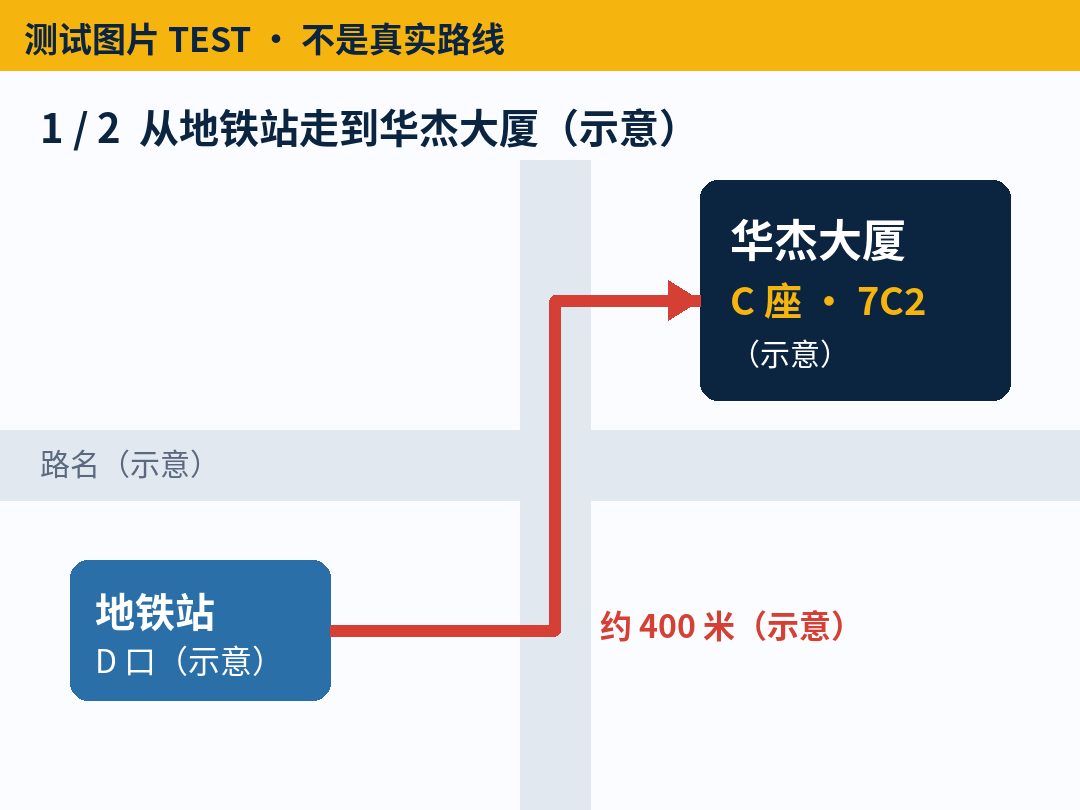 测试图片 TEST · 不是真实路线
1 / 2 从地铁站走到华杰大厦（示意）
华杰大厦
C 座 · 7C2
（示意）
路名（示意）
地铁站
D 口（示意）
约 400 米（示意）